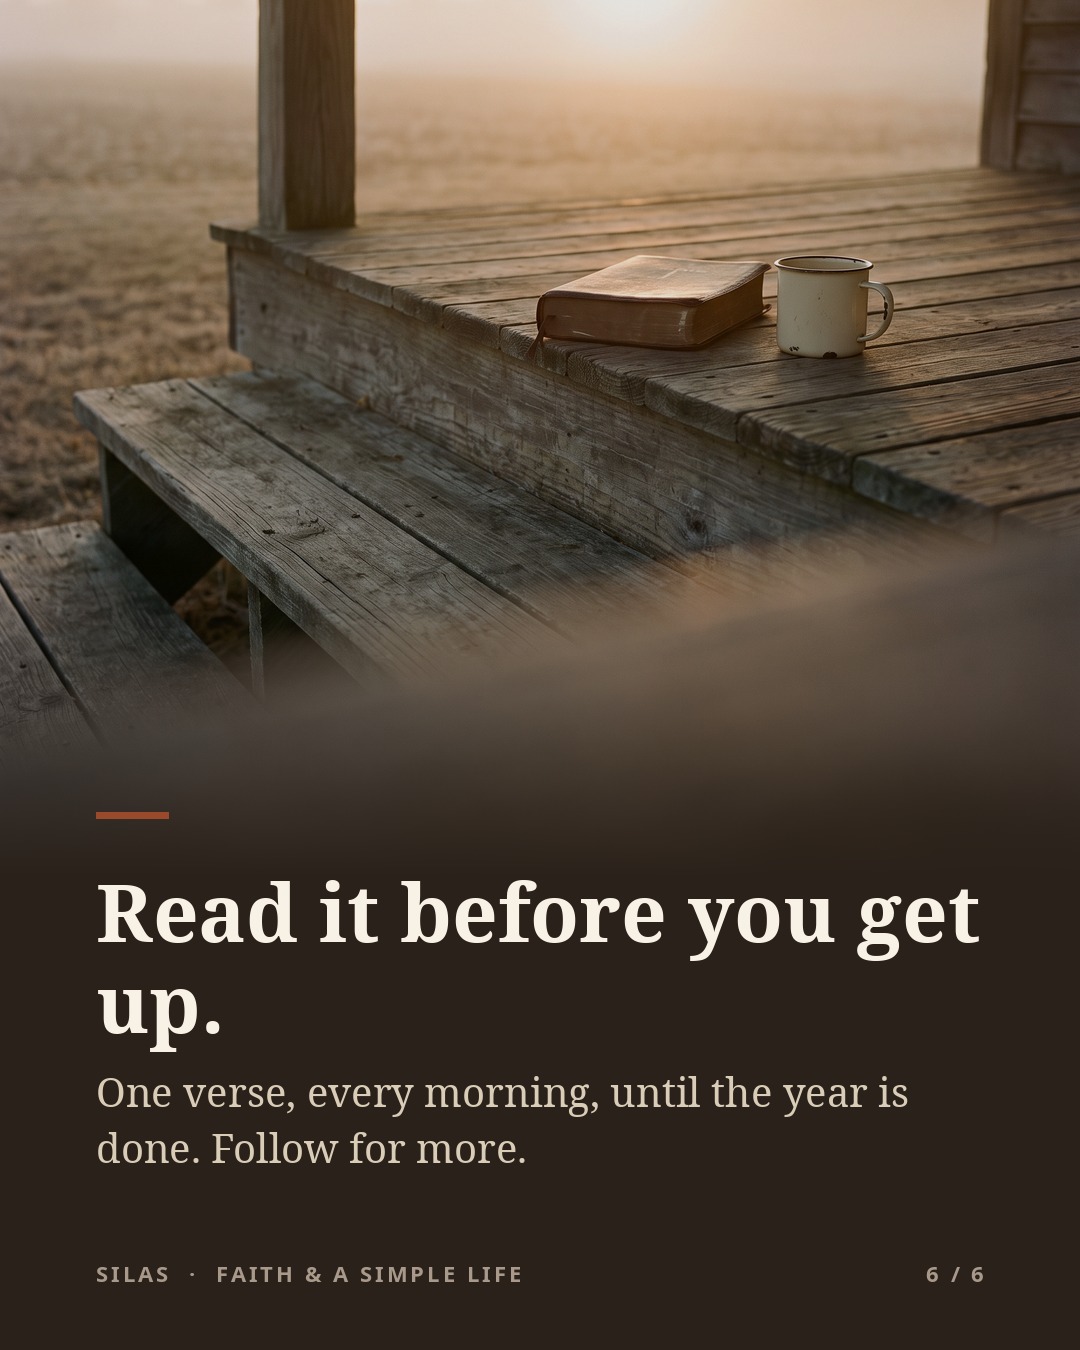 Read it before you get
up.
One verse, every morning, until the year is
done. Follow for more.
SILAS · FAITH & A SIMPLE LIFE
6 / 6